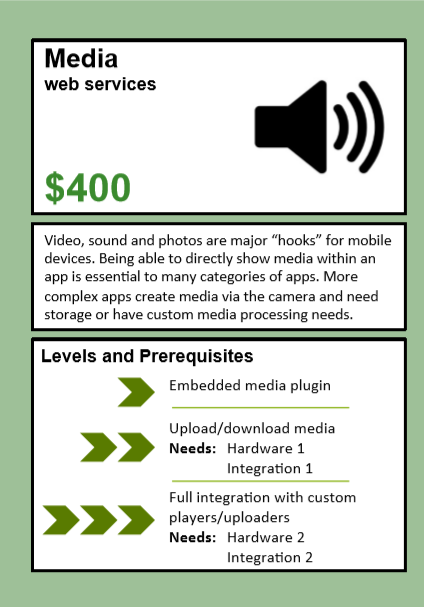 Media
web services
$400
Video, sound and photos are major “hooks” for mobile
devices. Being able to directly show media within an
app is essential to many categories of apps. More
complex apps create media via the camera and need
storage or have custom media processing needs.
Levels and Prerequisites
Embedded media plugin
Upload/download media
Needs: Hardware 1
Integration 1
Full integration with custom
players/uploaders
Needs: Hardware 2
Integration 2